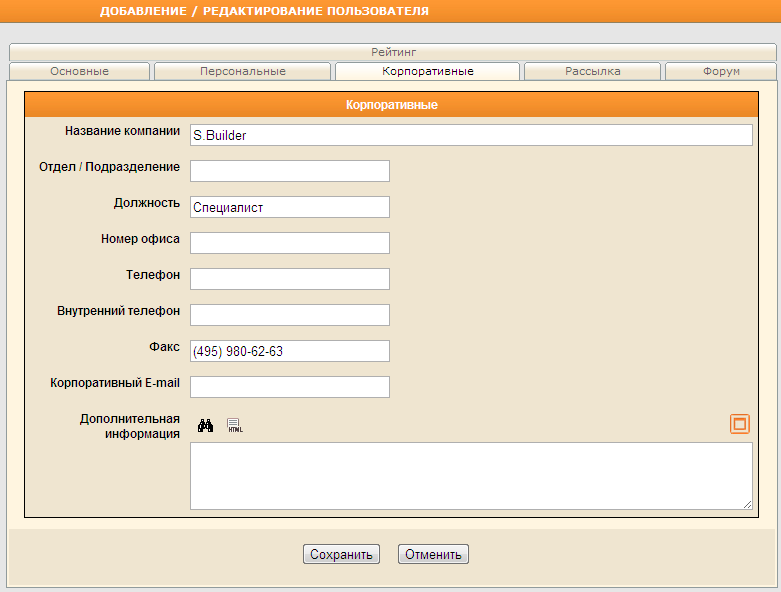 ДОБАВЛЕНИЕ / РЕДАКТИРОВАНИЕ ПОЛЬЗОВАТЕЛЯ
Рейтинг
Основные Персональные Корпоративные Рассылка Форум
Корпоративные
Название компании S.Builder
Отдел / Подразделение
Должность Специалист
Номер офиса
Телефон
Внутренний телефон
Факс (495) 980-62-63
Корпоративный E-mail
Дополнительная
информация
HTML
Сохранить Отменить